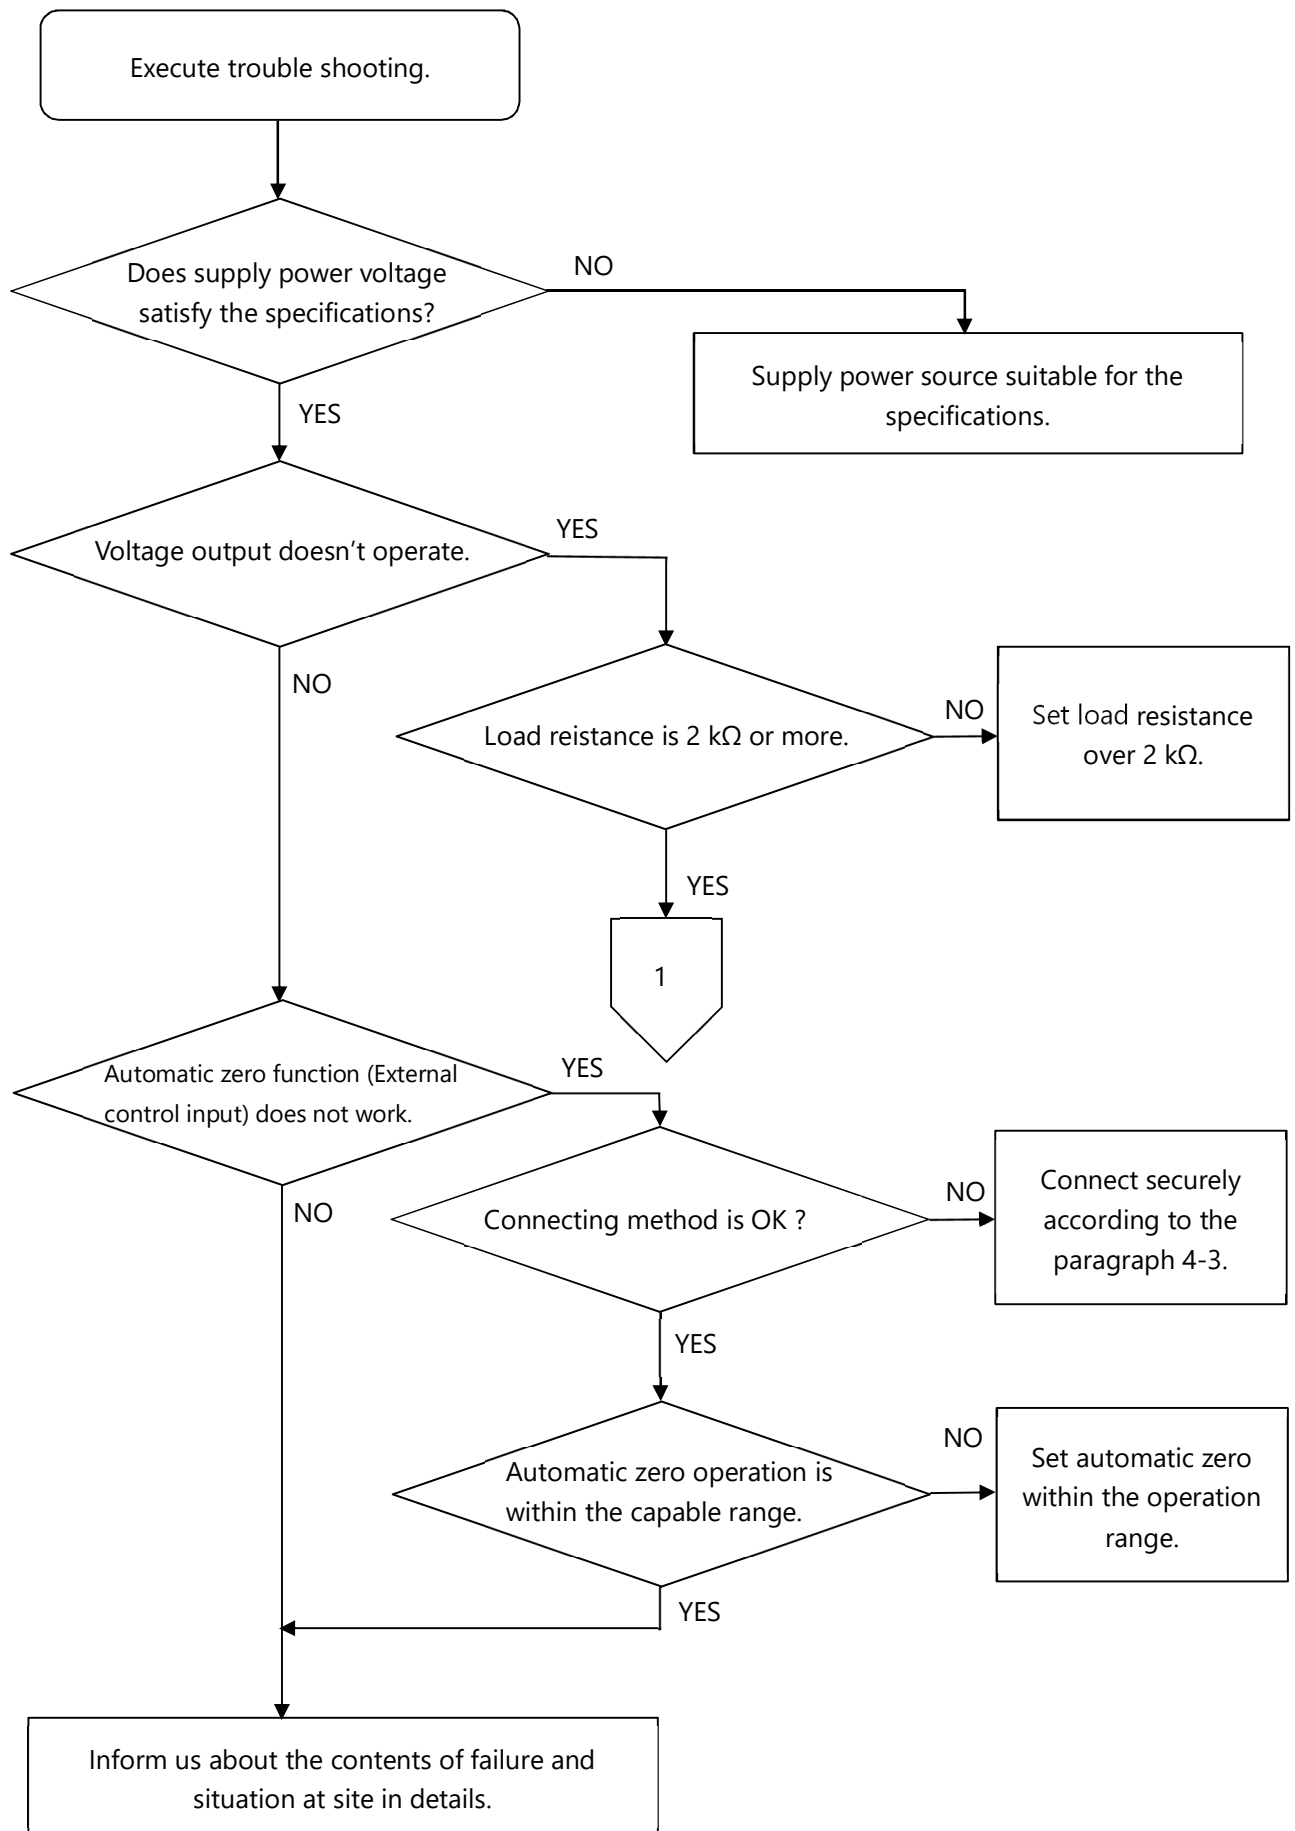 Execute trouble shooting.
Does supply power voltage
satisfy the specifications?
NO
Supply power source suitable for the
specifications.
YES
Voltage output doesn’t operate.
YES
NO
Load reistance is 2 kΩ or more.
NO
Set load resistance
over 2 kΩ.
YES
1
Automatic zero function (External
control input) does not work.
YES
NO
Connecting method is OK ?
NO
Connect securely
according to the
paragraph 4-3.
YES
Automatic zero operation is
within the capable range.
NO
Set automatic zero
within the operation
range.
YES
Inform us about the contents of failure and
situation at site in details.